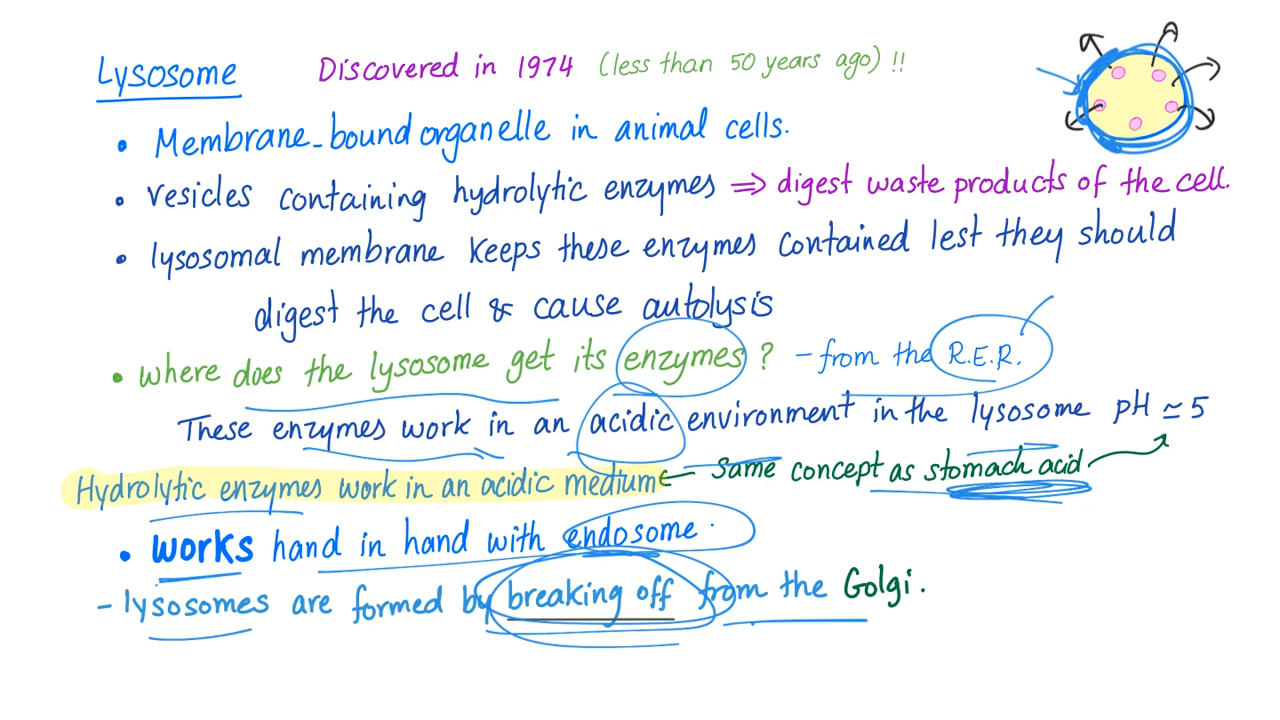 Lysosome Discovered in 1974 (less than 50 years ago) !!
• Membrane-bound organelle in animal cells.
• vesicles containing hydrolytic enzymes ⇒ digest waste products of the cell.
• lysosomal membrane keeps these enzymes contained lest they should
digest the cell & cause autolysis
• where does the lysosome get its enzymes? - from the R.E.R.
These enzymes work in an acidic environment in the lysosome pH ≃ 5
Hydrolytic enzymes work in an acidic medium ← same concept as stomach acid
• works hand in hand with endosome.
- lysosomes are formed by breaking off from the Golgi.